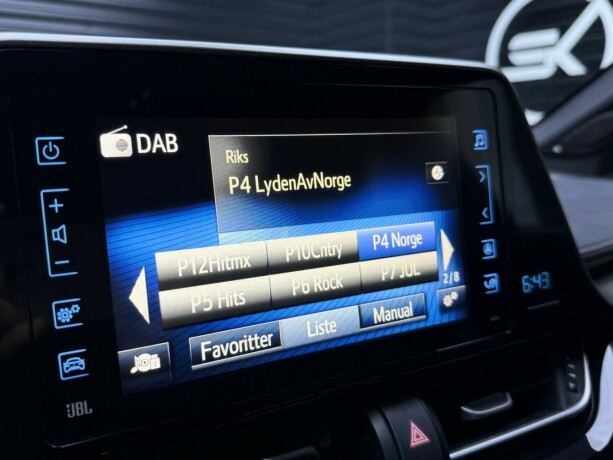 DAB
Riks
P4 LydenAvNorge
P12Hitmx P10Cntry P4 Norge
P5 Hits P6 Rock P7 JUL
2/8
Favoritter Liste Manual
6:43
JBL
SK